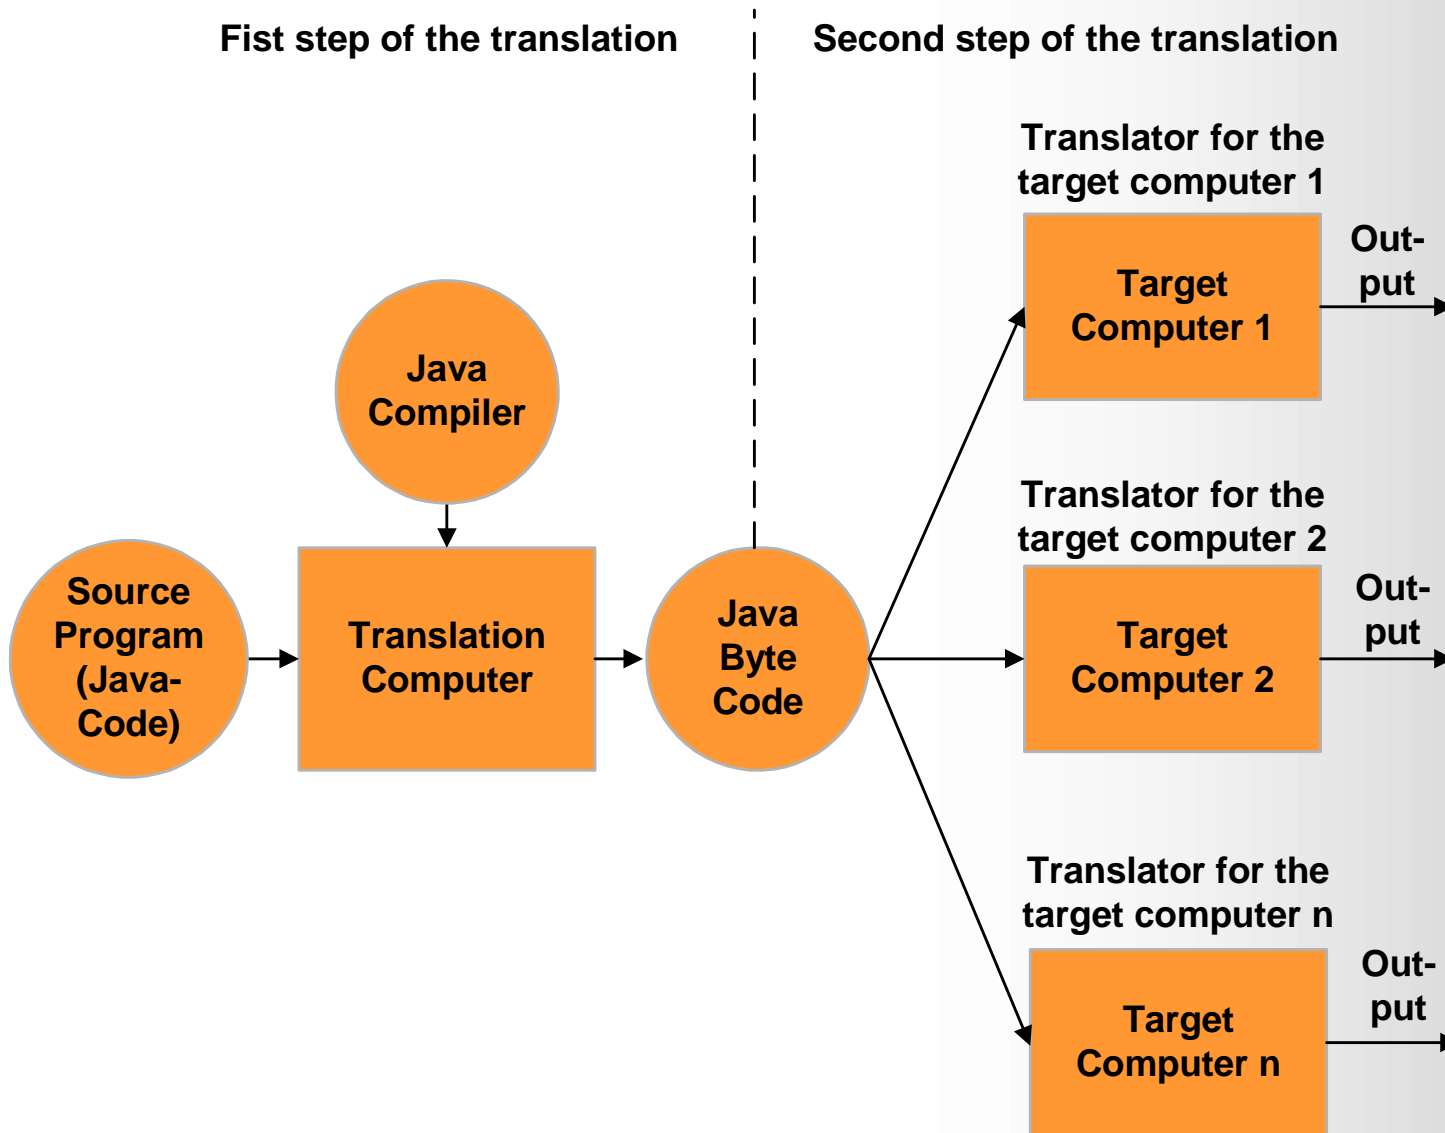 Fist step of the translation
Second step of the translation
Translator for the
target computer 1
Out-
put
Target
Computer 1
Java
Compiler
Translator for the
target computer 2
Source
Program
(Java-
Code)
Translation
Computer
Java
Byte
Code
Target
Computer 2
Out-
put
Translator for the
target computer n
Target
Computer n
Out-
put